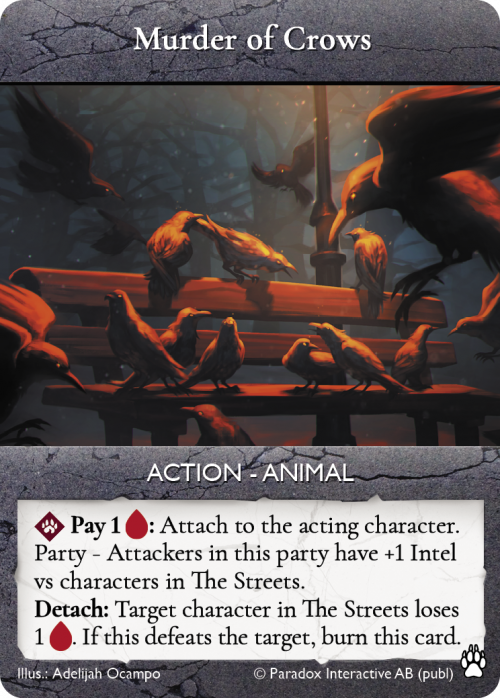 Murder of Crows
ACTION - ANIMAL
Pay 1 : Attach to the acting character.
Party - Attackers in this party have +1 Intel
vs characters in The Streets.
Detach: Target character in The Streets loses
1 . If this defeats the target, burn this card.
Illus.: Adelijah Ocampo
© Paradox Interactive AB (publ)